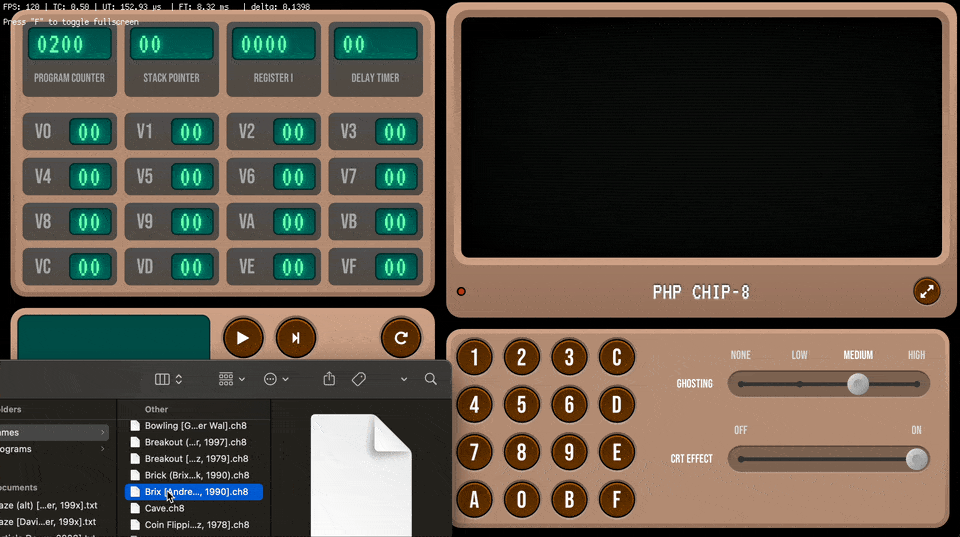 FPS: 120 | TC: 0.50 | UT: 152.93 µs | FT: 8.32 ms | delta: 0.1398
Press "F" to toggle fullscreen
0200 00 0000 00
PROGRAM COUNTER STACK POINTER REGISTER I DELAY TIMER
V0 00 V1 00 V2 00 V3 00
V4 00 V5 00 V6 00 V7 00
V8 00 V9 00 VA 00 VB 00
VC 00 VD 00 VE 00 VF 00
PHP CHIP-8
1 2 3 C
4 5 6 D
7 8 9 E
A 0 B F
NONE LOW MEDIUM HIGH
GHOSTING
OFF ON
CRT EFFECT
olders
ames
ograms
ocuments
aze (alt) [...er, 199x].txt
aze [Davi...er, 199x].txt
Other
Bowling [G...er Wal].ch8
Breakout (...r, 1997].ch8
Breakout [...z, 1979].ch8
Brick (Brix...k, 1990).ch8
Brix [Andre..., 1990].ch8
Cave.ch8
Coin Flippi...z, 1978].ch8